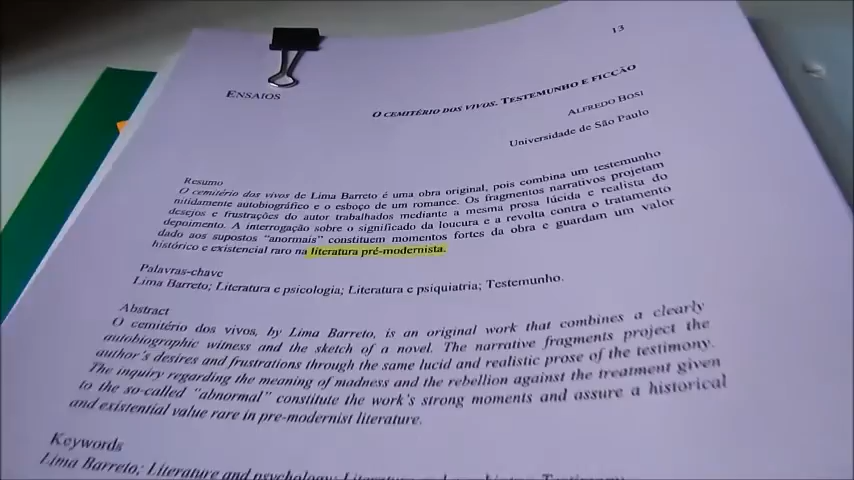 13
ENSAIOS
O CEMITÉRIO DOS VIVOS. TESTEMUNHO E FICÇÃO
ALFREDO BOSI
Universidade de São Paulo
Resumo
O cemitério dos vivos de Lima Barreto é uma obra original, pois combina um testemunho
nitidamente autobiográfico e o esboço de um romance. Os fragmentos narrativos projetam
desejos e frustrações do autor trabalhados mediante a mesma prosa lúcida e realista do
depoimento. A interrogação sobre o significado da loucura e a revolta contra o tratamento
dado aos supostos "anormais" constituem momentos fortes da obra e guardam um valor
histórico e existencial raro na literatura pré-modernista.
Palavras-chave
Lima Barreto; Literatura e psicologia; Literatura e psiquiatria; Testemunho.
Abstract
O cemitério dos vivos, by Lima Barreto, is an original work that combines a clearly
autobiographic witness and the sketch of a novel. The narrative fragments project the
author's desires and frustrations through the same lucid and realistic prose of the testimony.
The inquiry regarding the meaning of madness and the rebellion against the treatment given
to the so-called "abnormal" constitute the work's strong moments and assure a historical
and existential value rare in pre-modernist literature.
Keywords
Lima Barreto; Literature and psychology; Literature